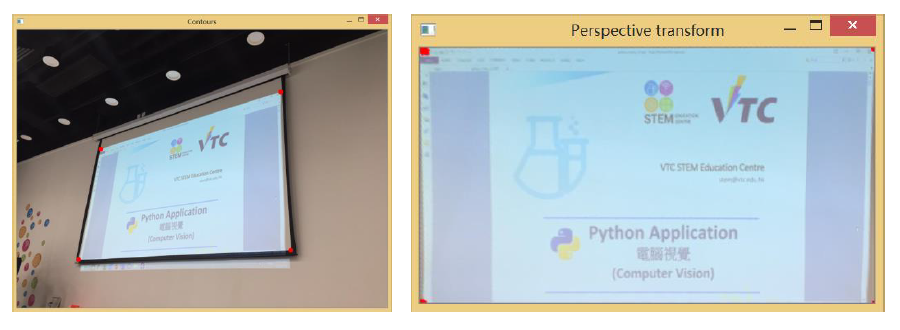 Contours
STEM
VTC
VTC STEM Education Centre
Python Application
電腦視覺
(Computer Vision)
Perspective transform
STEM EDUCATION CENTRE
VTC
VTC STEM Education Centre
stem@vtc.edu.hk
Python Application
電腦視覺
(Computer Vision)